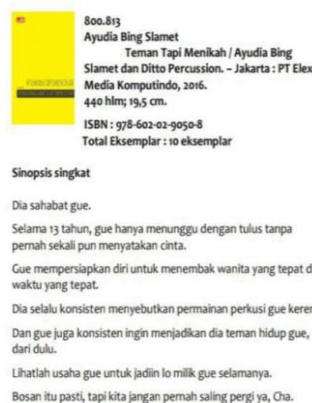 800.813
Ayudia Bing Slamet
Teman Tapi Menikah / Ayudia Bing
Slamet dan Ditto Percussion. – Jakarta : PT Elex
Media Komputindo, 2016.
440 hlm; 19,5 cm.
ISBN : 978-602-02-9050-8
Total Eksemplar : 10 eksemplar
Sinopsis singkat
Dia sahabat gue.
Selama 13 tahun, gue hanya menunggu dengan tulus tanpa
pernah sekali pun menyatakan cinta.
Gue mempersiapkan diri untuk menembak wanita yang tepat d
waktu yang tepat.
Dia selalu konsisten menyebutkan permainan perkusi gue keren
Dan gue juga konsisten ingin menjadikan dia teman hidup gue,
dari dulu.
Lihatlah usaha gue untuk jadiin lo milik gue selamanya.
Bosan itu pasti, tapi kita jangan pernah saling pergi ya, Cha.